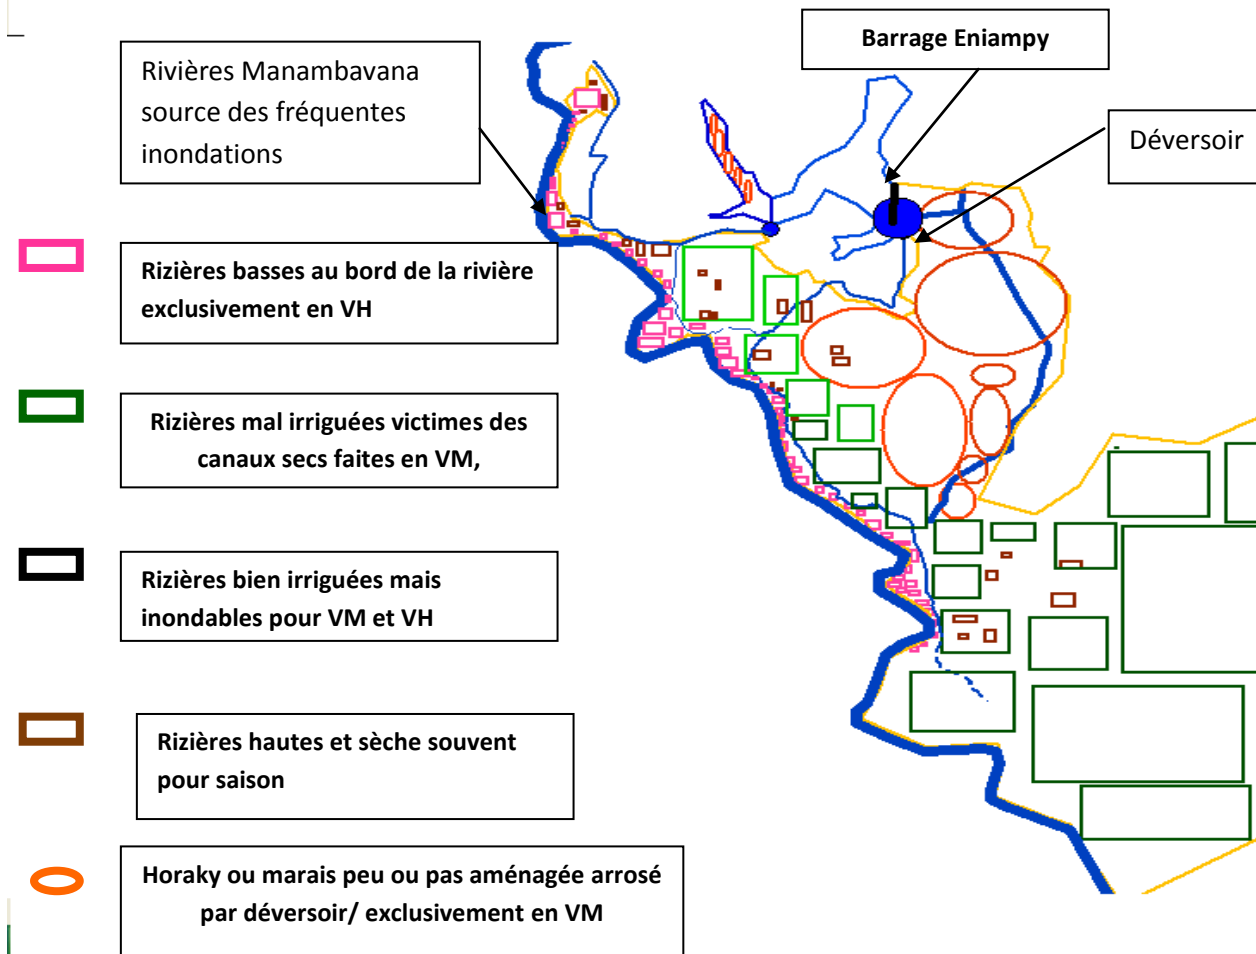 Barrage Eniampy
Rivières Manambavana
source des fréquentes
inondations
Déversoir
Rizières basses au bord de la rivière
exclusivement en VH
Rizières mal irriguées victimes des
canaux secs faites en VM,
Rizières bien irriguées mais
inondables pour VM et VH
Rizières hautes et sèche souvent
pour saison
Horaky ou marais peu ou pas aménagée arrosé
par déversoir/ exclusivement en VM